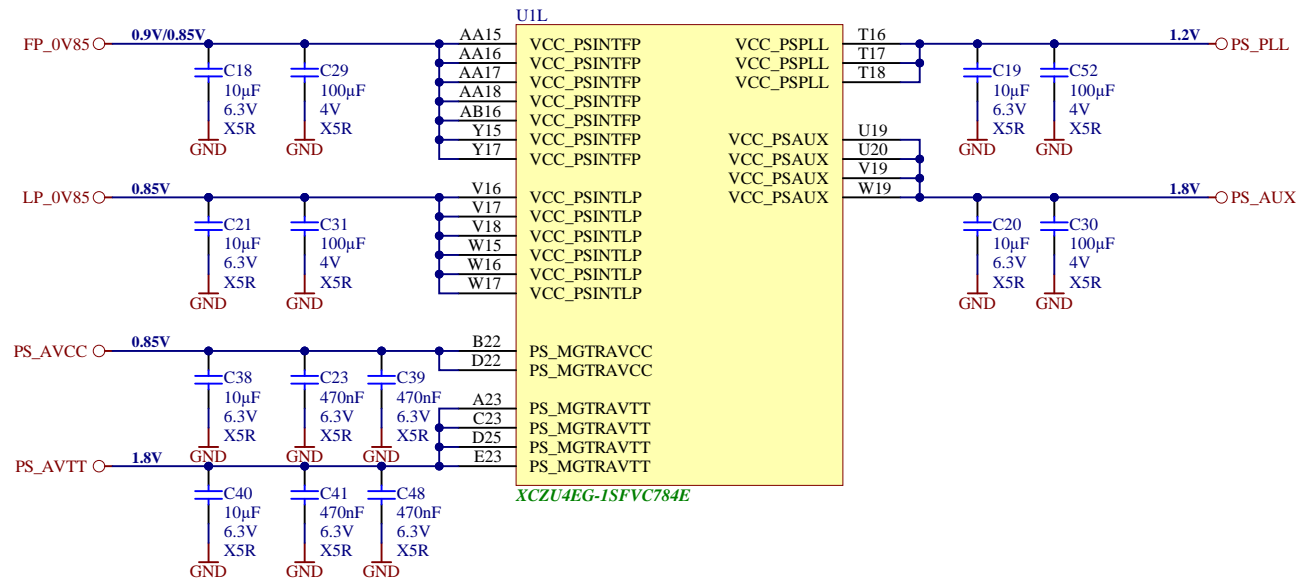 U1L
FP_0V85
0.9V/0.85V
C18
10µF
6.3V
X5R
GND
C29
100µF
4V
X5R
GND
AA15 VCC_PSINTFP
AA16 VCC_PSINTFP
AA17 VCC_PSINTFP
AA18 VCC_PSINTFP
AB16 VCC_PSINTFP
Y15 VCC_PSINTFP
Y17 VCC_PSINTFP
LP_0V85
0.85V
C21
10µF
6.3V
X5R
GND
C31
100µF
4V
X5R
GND
V16 VCC_PSINTLP
V17 VCC_PSINTLP
V18 VCC_PSINTLP
W15 VCC_PSINTLP
W16 VCC_PSINTLP
W17 VCC_PSINTLP
PS_AVCC
0.85V
C38
10µF
6.3V
X5R
GND
C23
470nF
6.3V
X5R
GND
C39
470nF
6.3V
X5R
GND
B22 PS_MGTRAVCC
D22 PS_MGTRAVCC
PS_AVTT
1.8V
C40
10µF
6.3V
X5R
GND
C41
470nF
6.3V
X5R
GND
C48
470nF
6.3V
X5R
GND
A23 PS_MGTRAVTT
C23 PS_MGTRAVTT
D25 PS_MGTRAVTT
E23 PS_MGTRAVTT
VCC_PSPLL T16
VCC_PSPLL T17
VCC_PSPLL T18
1.2V
PS_PLL
C19
10µF
6.3V
X5R
GND
C52
100µF
4V
X5R
GND
VCC_PSAUX U19
VCC_PSAUX U20
VCC_PSAUX V19
VCC_PSAUX W19
1.8V
PS_AUX
C20
10µF
6.3V
X5R
GND
C30
100µF
4V
X5R
GND
XCZU4EG-1SFVC784E